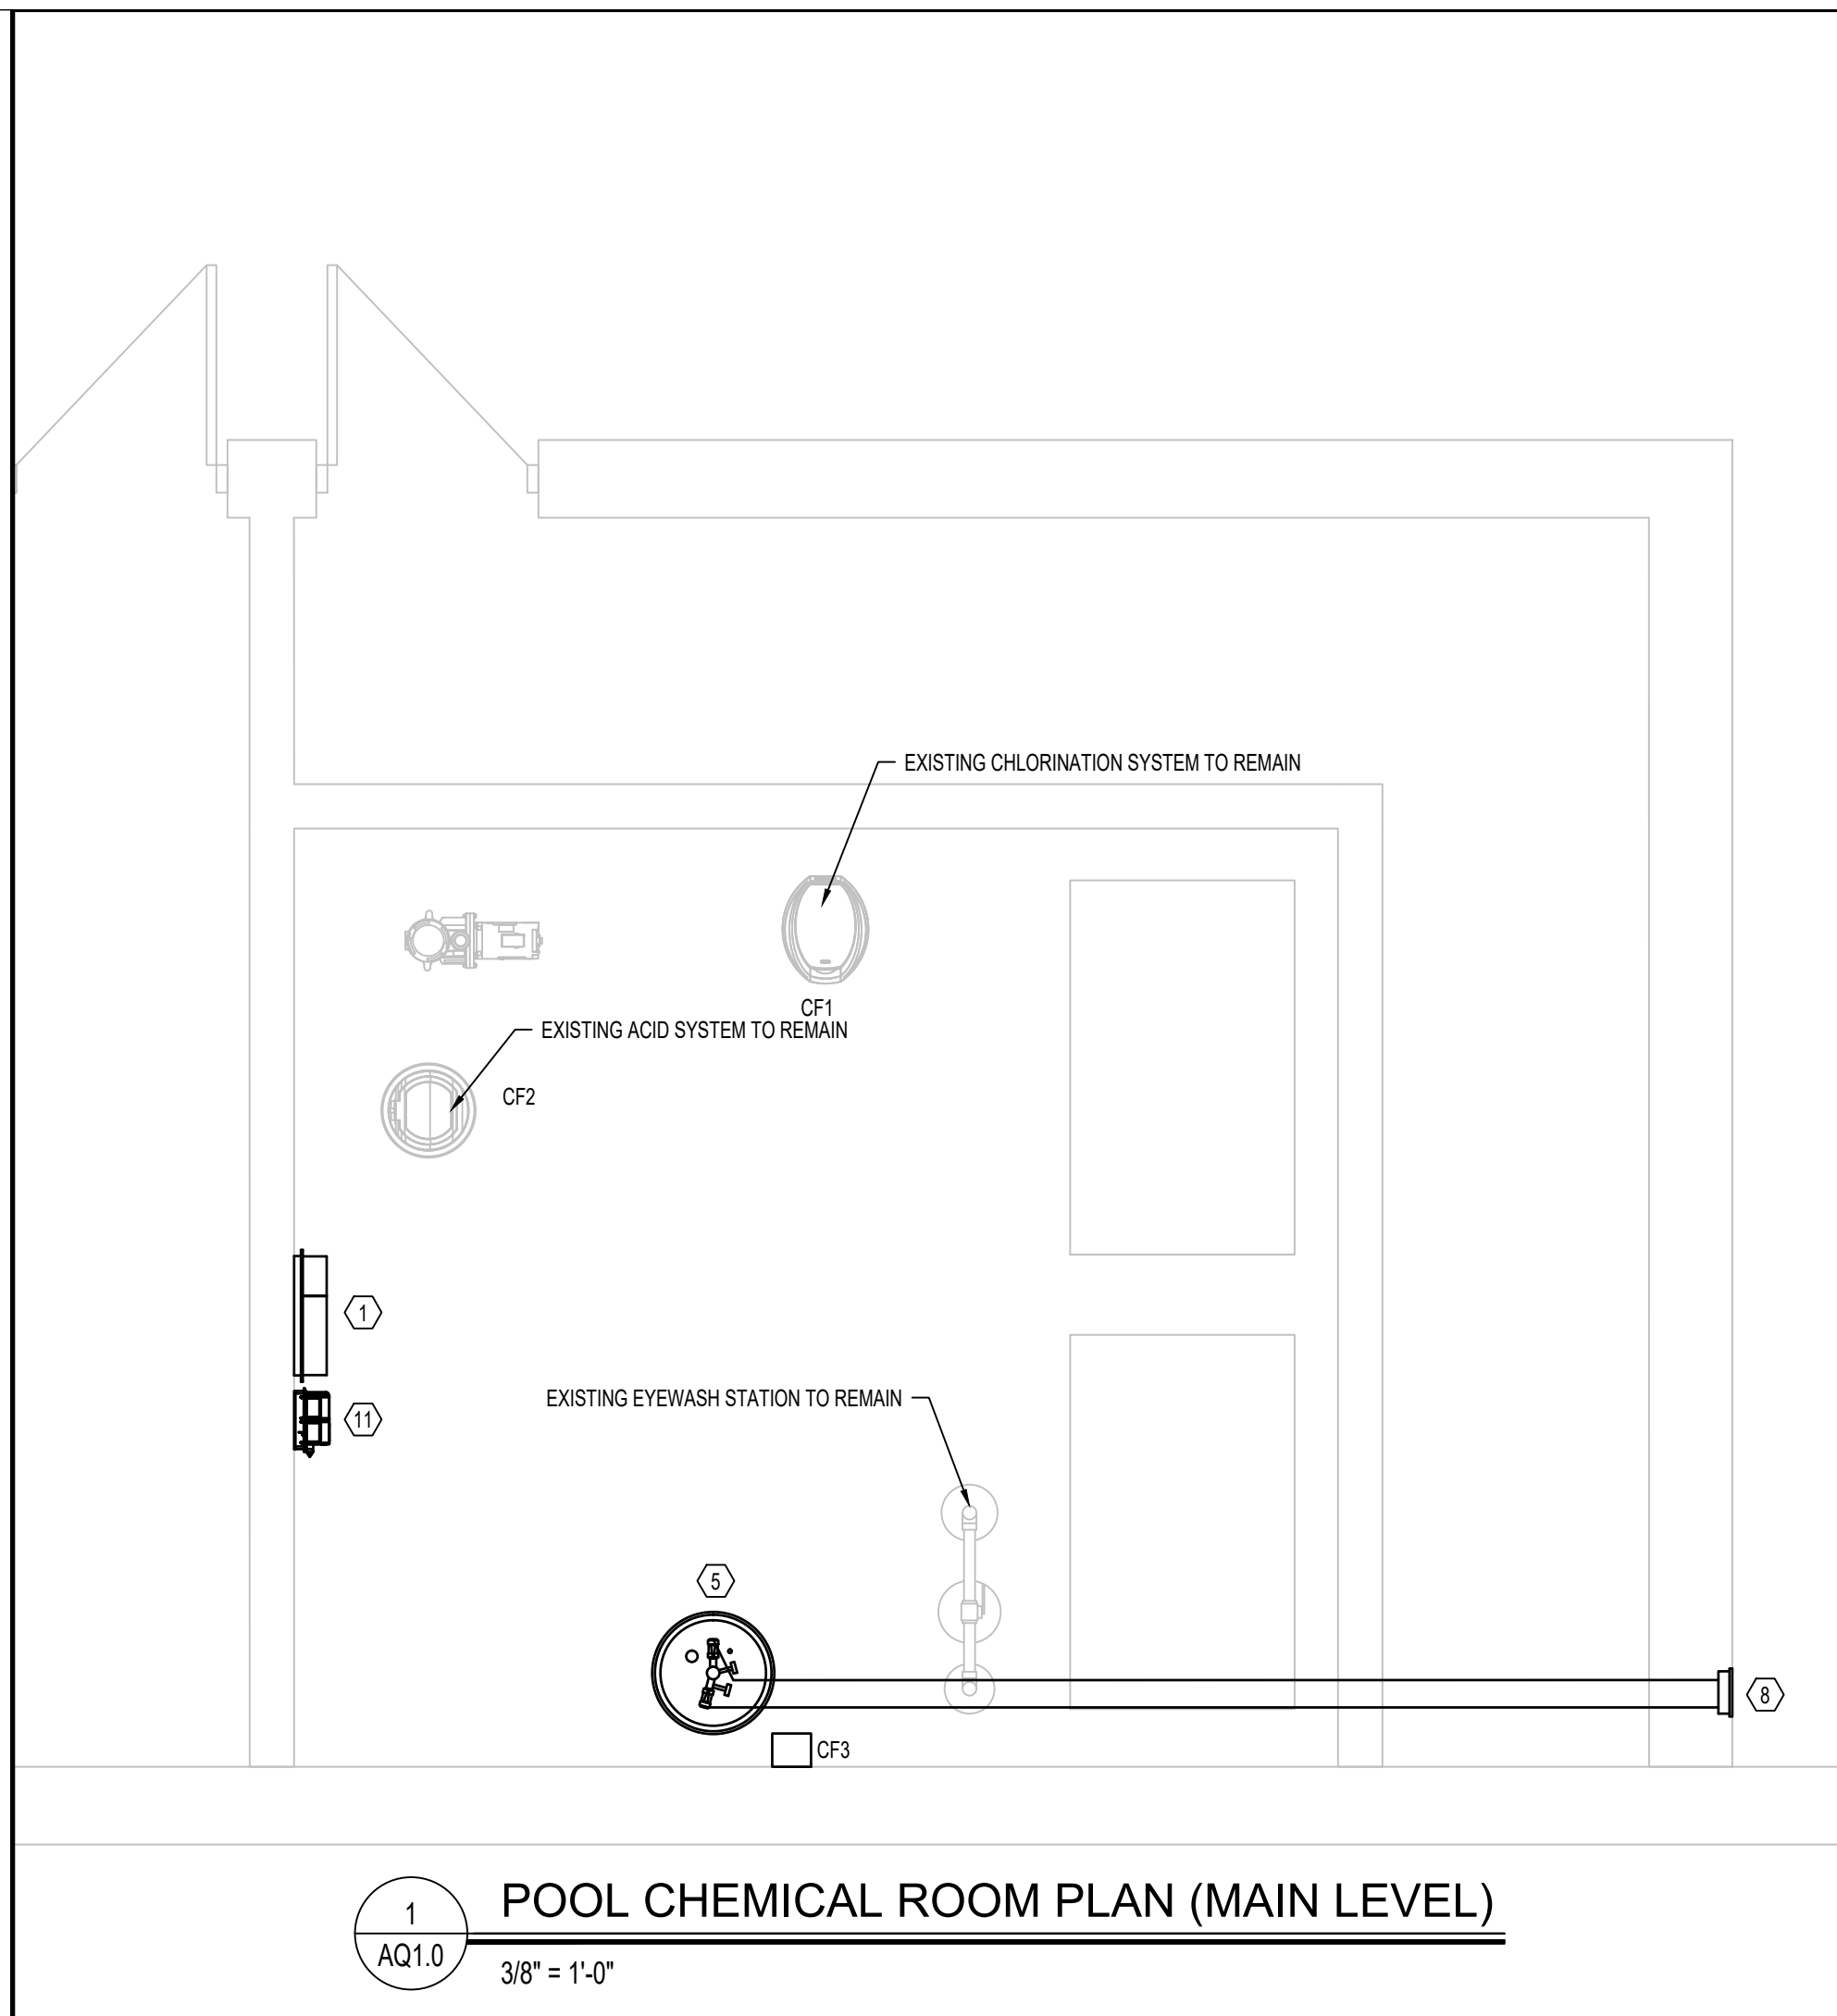 EXISTING CHLORINATION SYSTEM TO REMAIN
CF1
EXISTING ACID SYSTEM TO REMAIN
CF2
1
11
EXISTING EYEWASH STATION TO REMAIN
5
8
CF3
1
AQ1.0
POOL CHEMICAL ROOM PLAN (MAIN LEVEL)
3/8" = 1'-0"